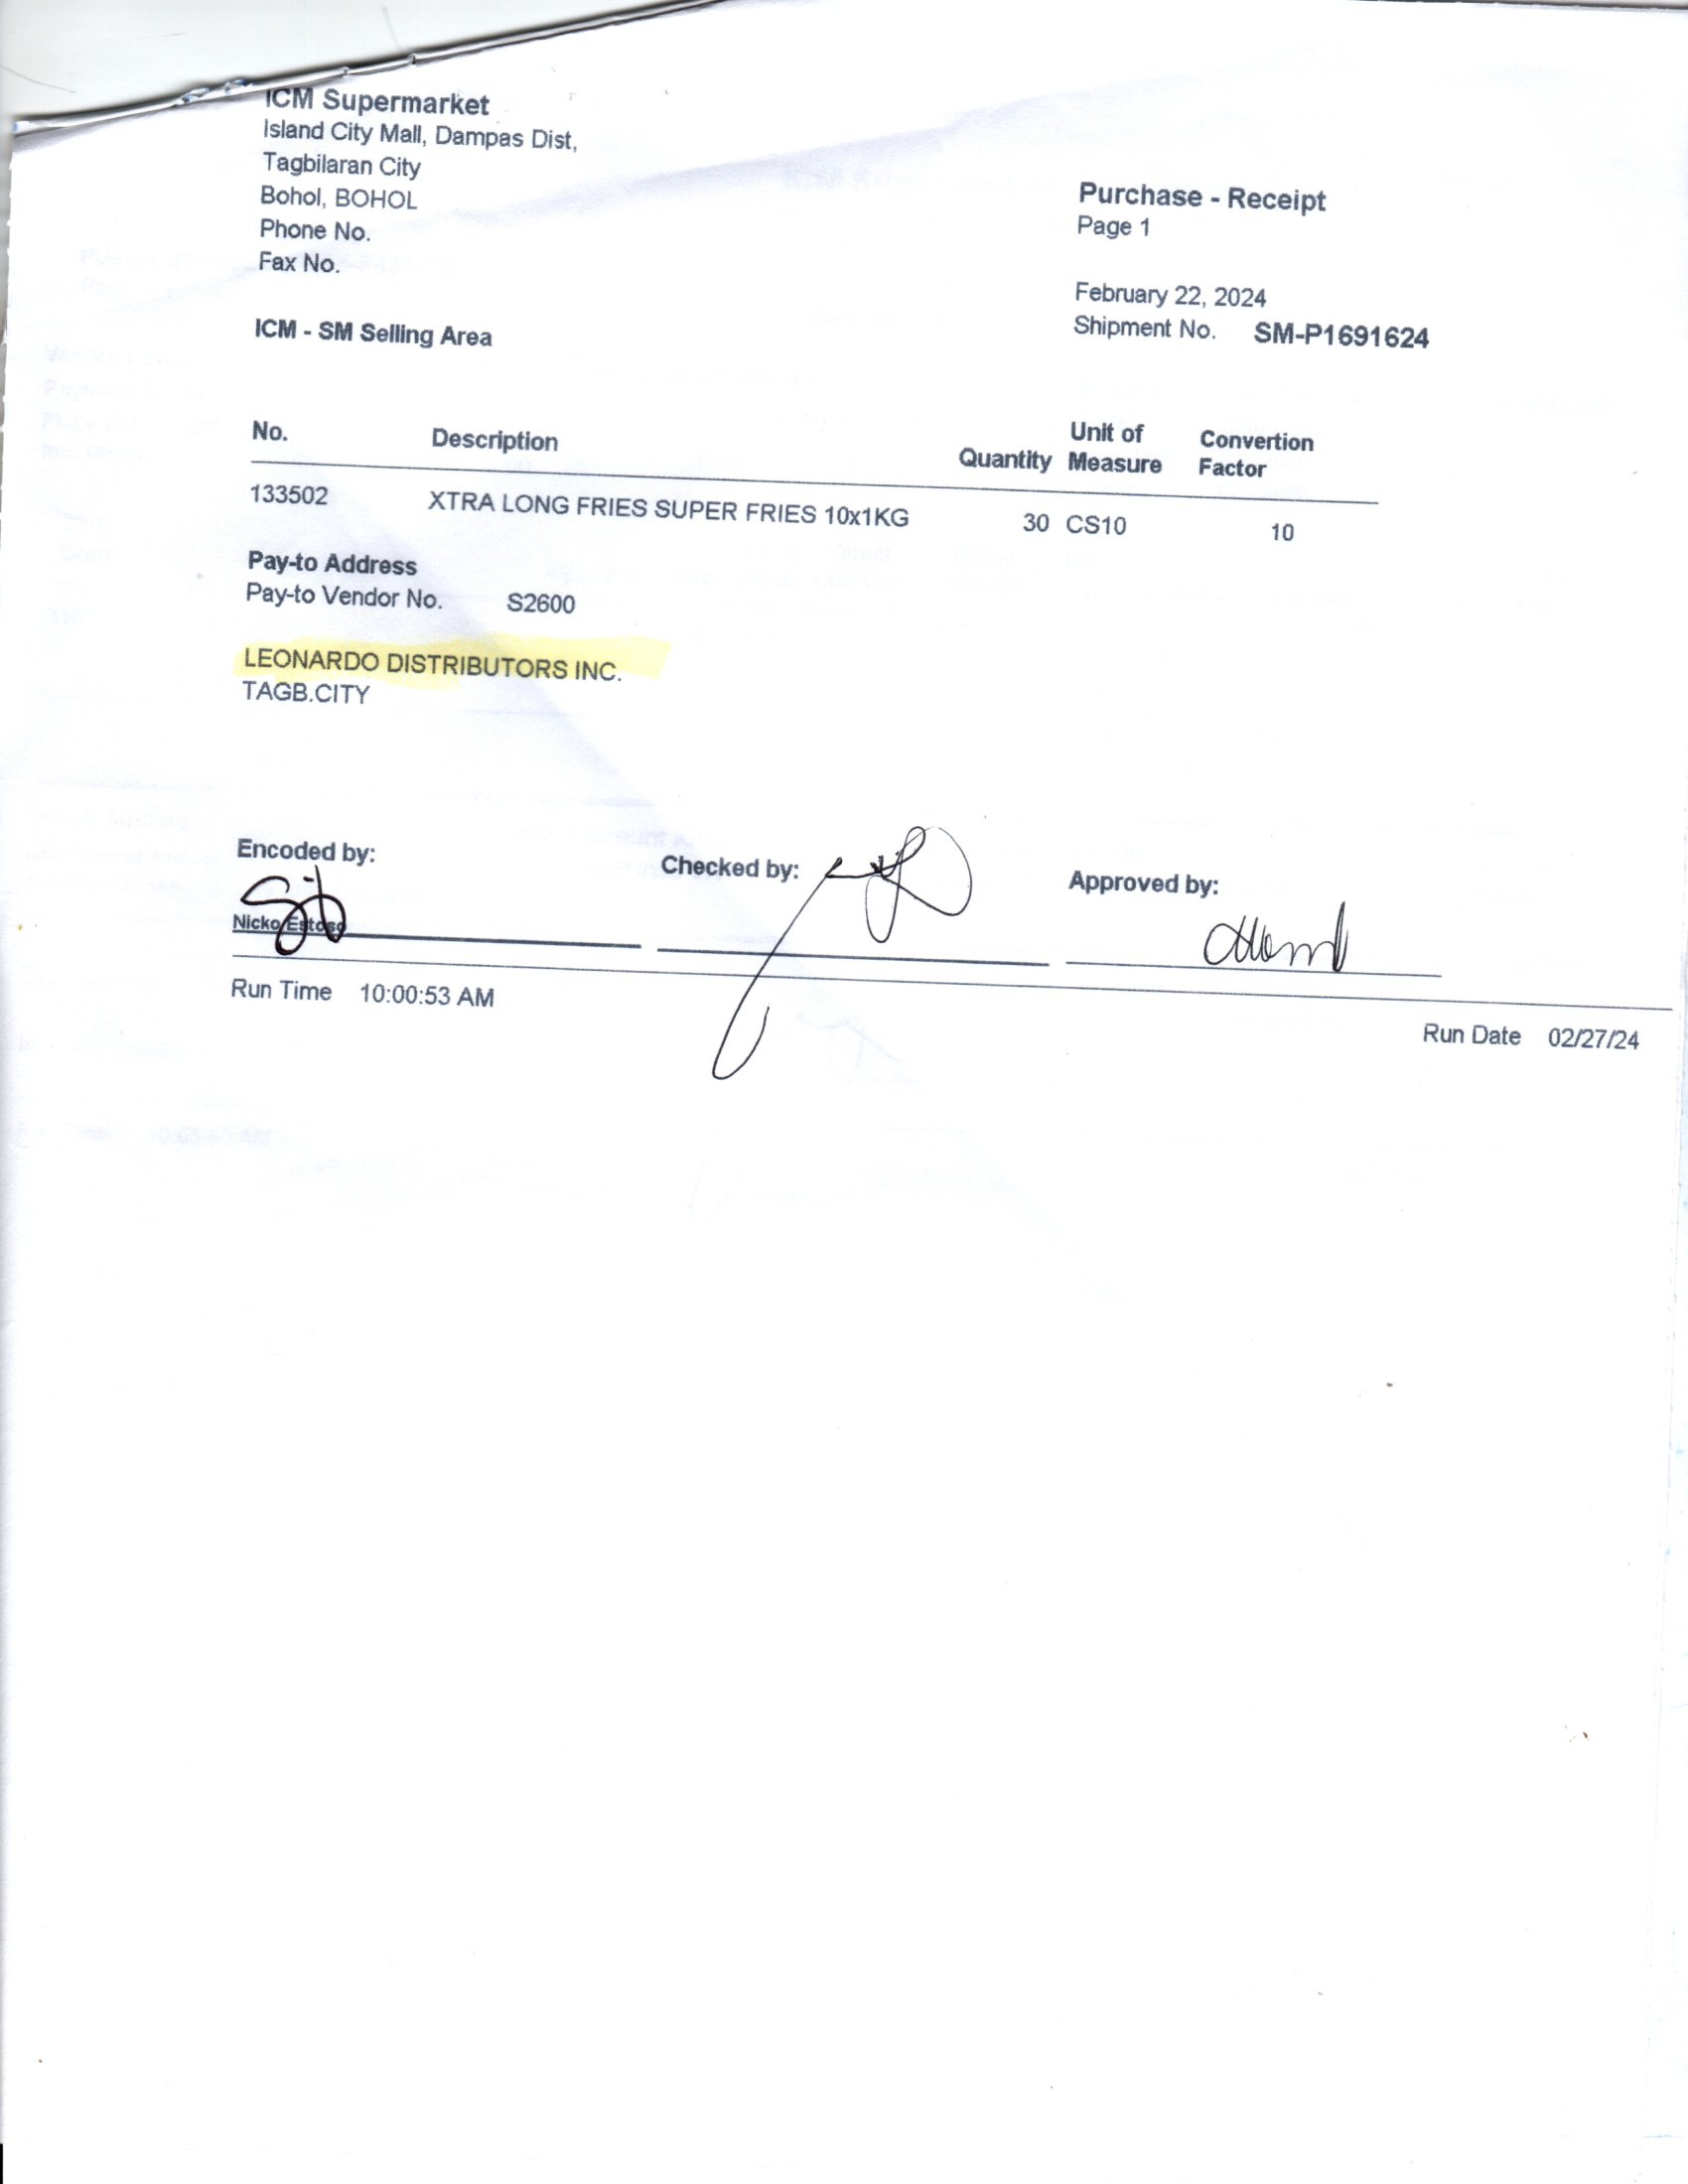 ICM Supermarket
Island City Mall, Dampas Dist,
Tagbilaran City
Bohol, BOHOL
Phone No.
Fax No.
Purchase - Receipt
Page 1
February 22, 2024
Shipment No. SM-P1691624
ICM - SM Selling Area
No. Description Quantity Unit of Measure Convertion Factor
133502 XTRA LONG FRIES SUPER FRIES 10x1KG 30 CS10 10
Pay-to Address
Pay-to Vendor No. S2600
LEONARDO DISTRIBUTORS INC.
TAGB.CITY
Encoded by: Checked by: Approved by:
Nicko Estoso
Run Time 10:00:53 AM
Run Date 02/27/24